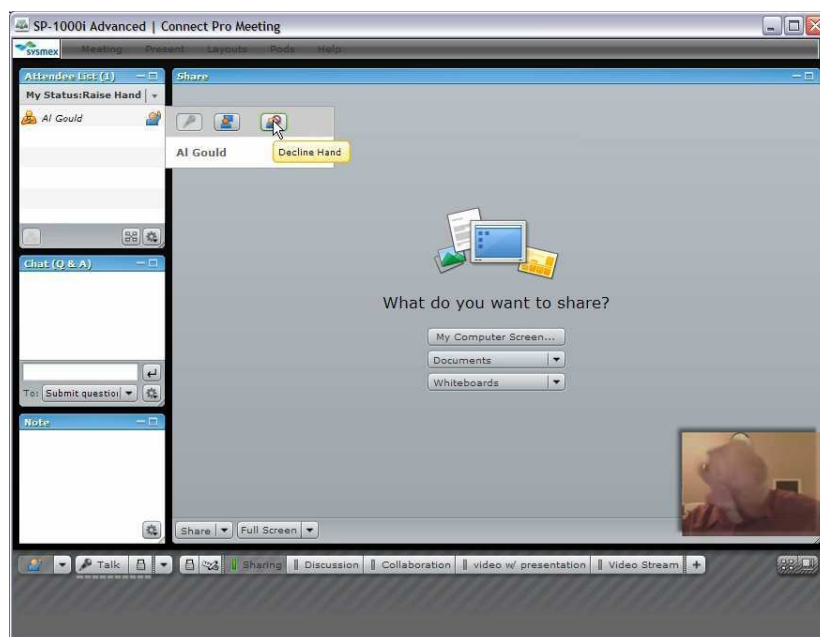 SP-1000i Advanced | Connect Pro Meeting
sysmex Meeting Present Layouts Pods Help
Attendee List (1)
My Status:Raise Hand
Al Gould
Share
Al Gould
Decline Hand
Chat (Q & A)
To: Submit question
Note
What do you want to share?
My Computer Screen...
Documents
Whiteboards
Share Full Screen
Talk Sharing Discussion Collaboration video w/ presentation Video Stream +